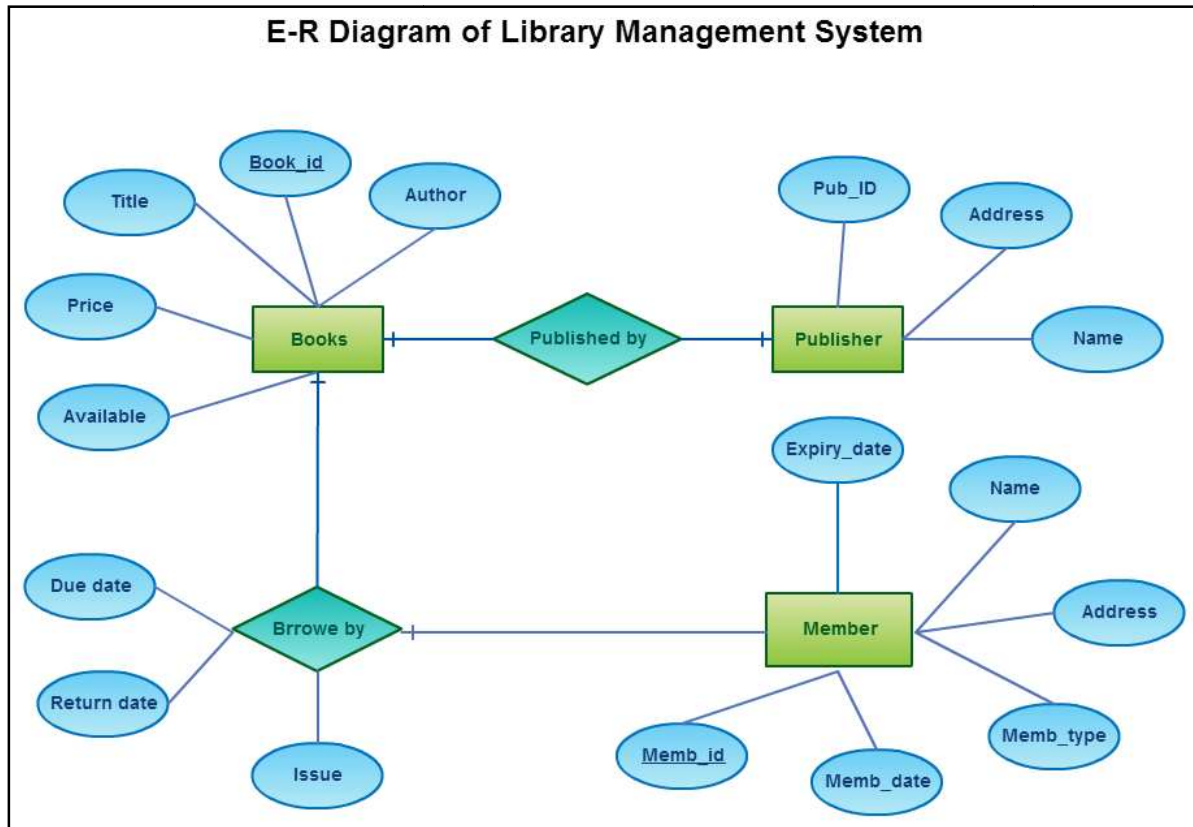 E-R Diagram of Library Management System
Book_id
Pub_ID
Title
Author
Address
Price
Books
Published by
Publisher
Name
Available
Expiry_date
Name
Due date
Brrowe by
Member
Address
Return date
Memb_type
Memb_id
Issue
Memb_date